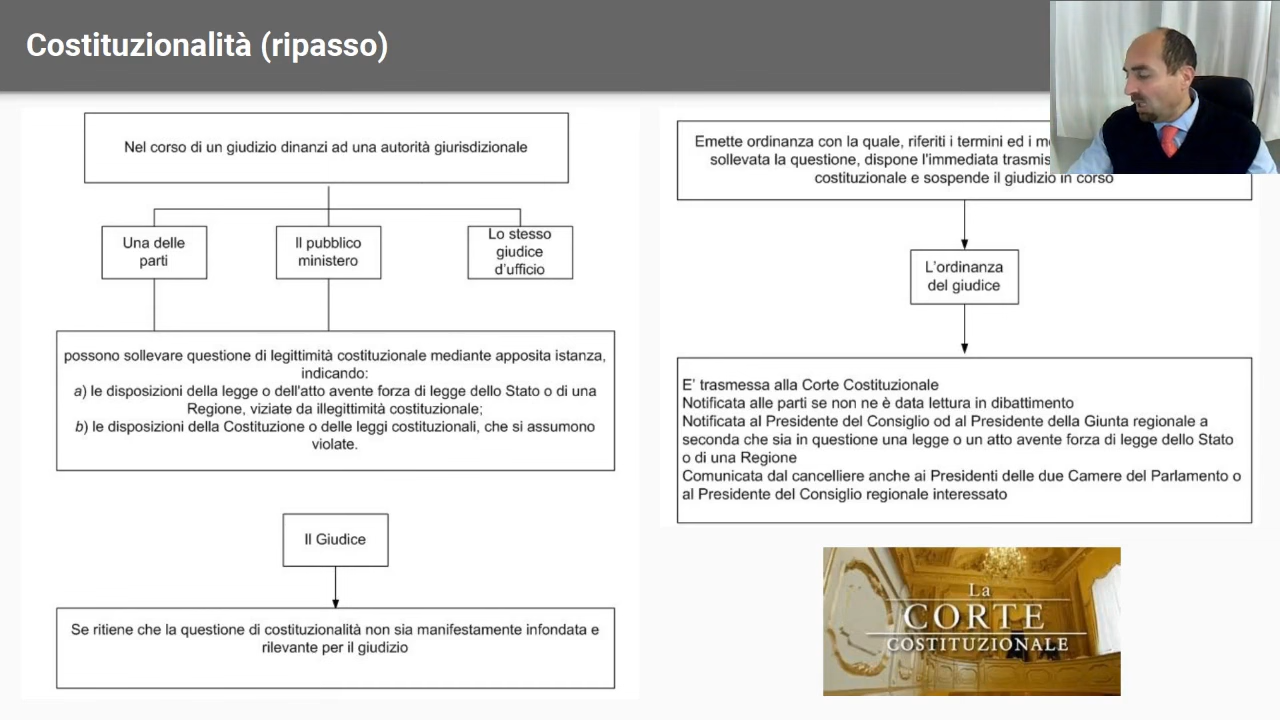 Costituzionalità (ripasso)
Nel corso di un giudizio dinanzi ad una autorità giurisdizionale
Una delle
parti
Il pubblico
ministero
Lo stesso
giudice
d'ufficio
possono sollevare questione di legittimità costituzionale mediante apposita istanza,
indicando:
a) le disposizioni della legge o dell'atto avente forza di legge dello Stato o di una
Regione, viziate da illegittimità costituzionale;
b) le disposizioni della Costituzione o delle leggi costituzionali, che si assumono
violate.
Il Giudice
Se ritiene che la questione di costituzionalità non sia manifestamente infondata e
rilevante per il giudizio
Emette ordinanza con la quale, riferiti i termini ed i
sollevata la questione, dispone l'immediata
costituzionale e sospende il giudizio in corso
L'ordinanza
del giudice
E' trasmessa alla Corte Costituzionale
Notificata alle parti se non ne è data lettura in dibattimento
Notificata al Presidente del Consiglio od al Presidente della Giunta regionale a
seconda che sia in questione una legge o un atto avente forza di legge dello Stato
o di una Regione
Comunicata dal cancelliere anche ai Presidenti delle due Camere del Parlamento o
al Presidente del Consiglio regionale interessato
La
CORTE
COSTITUZIONALE